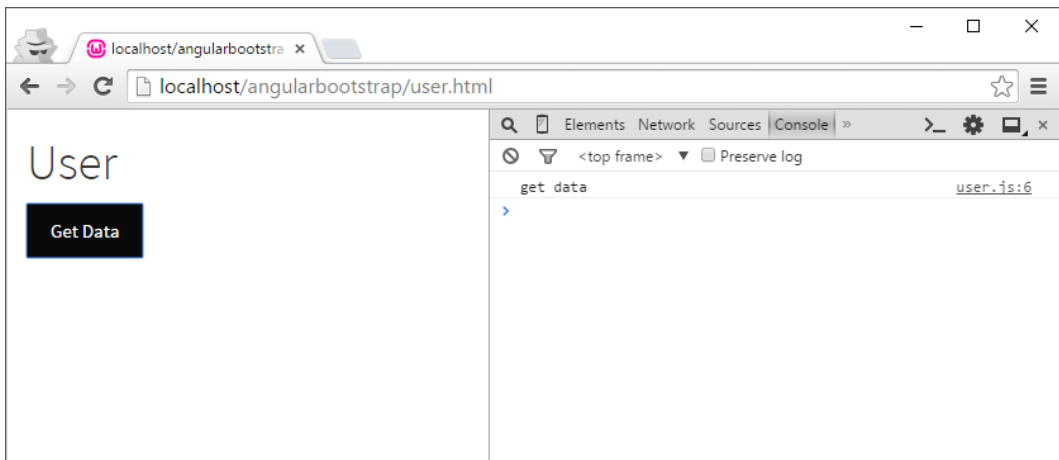 localhost/angularbootstra
localhost/angularbootstrap/user.html
User
Get Data
Elements Network Sources Console »
<top frame> ▼ Preserve log
get data user.js:6
>